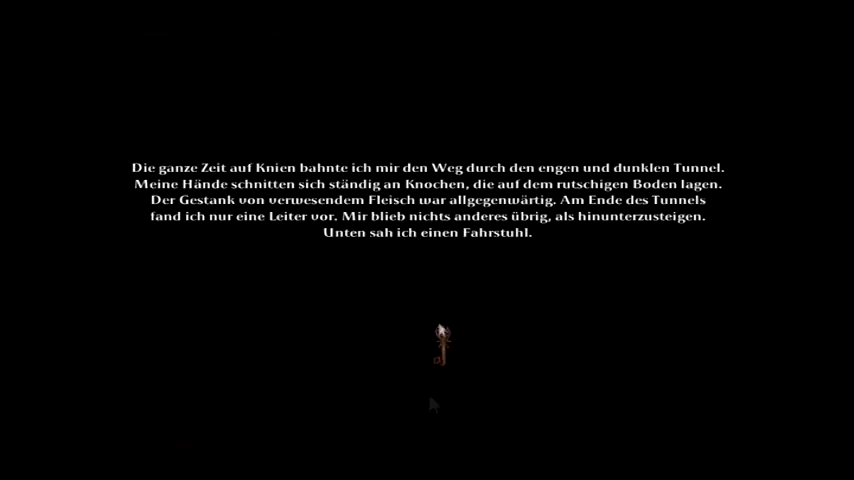 Die ganze Zeit auf Knien bahnte ich mir den Weg durch den engen und dunklen Tunnel.
Meine Hände schnitten sich ständig an Knochen, die auf dem rutschigen Boden lagen.
Der Gestank von verwesendem Fleisch war allgegenwärtig. Am Ende des Tunnels
fand ich nur eine Leiter vor. Mir blieb nichts anderes übrig, als hinunterzusteigen.
Unten sah ich einen Fahrstuhl.